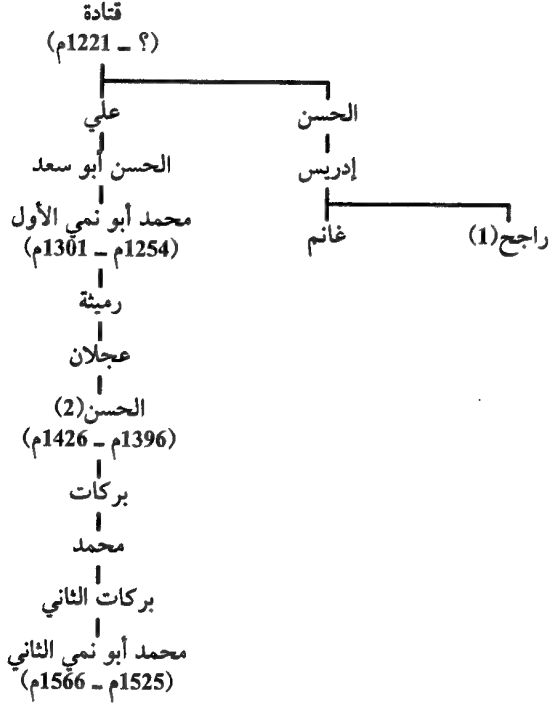 قتادة
(؟ ـ 1221م)
الحسن
علي
إدريس
الحسن أبو سعد
راجح(1)
غانم
محمد أبو نمي الأول
(1254م ـ 1301م)
رميثة
عجلان
الحسن(2)
(1396م ـ 1426م)
بركات
محمد
بركات الثاني
محمد أبو نمي الثاني
(1525م ـ 1566م)